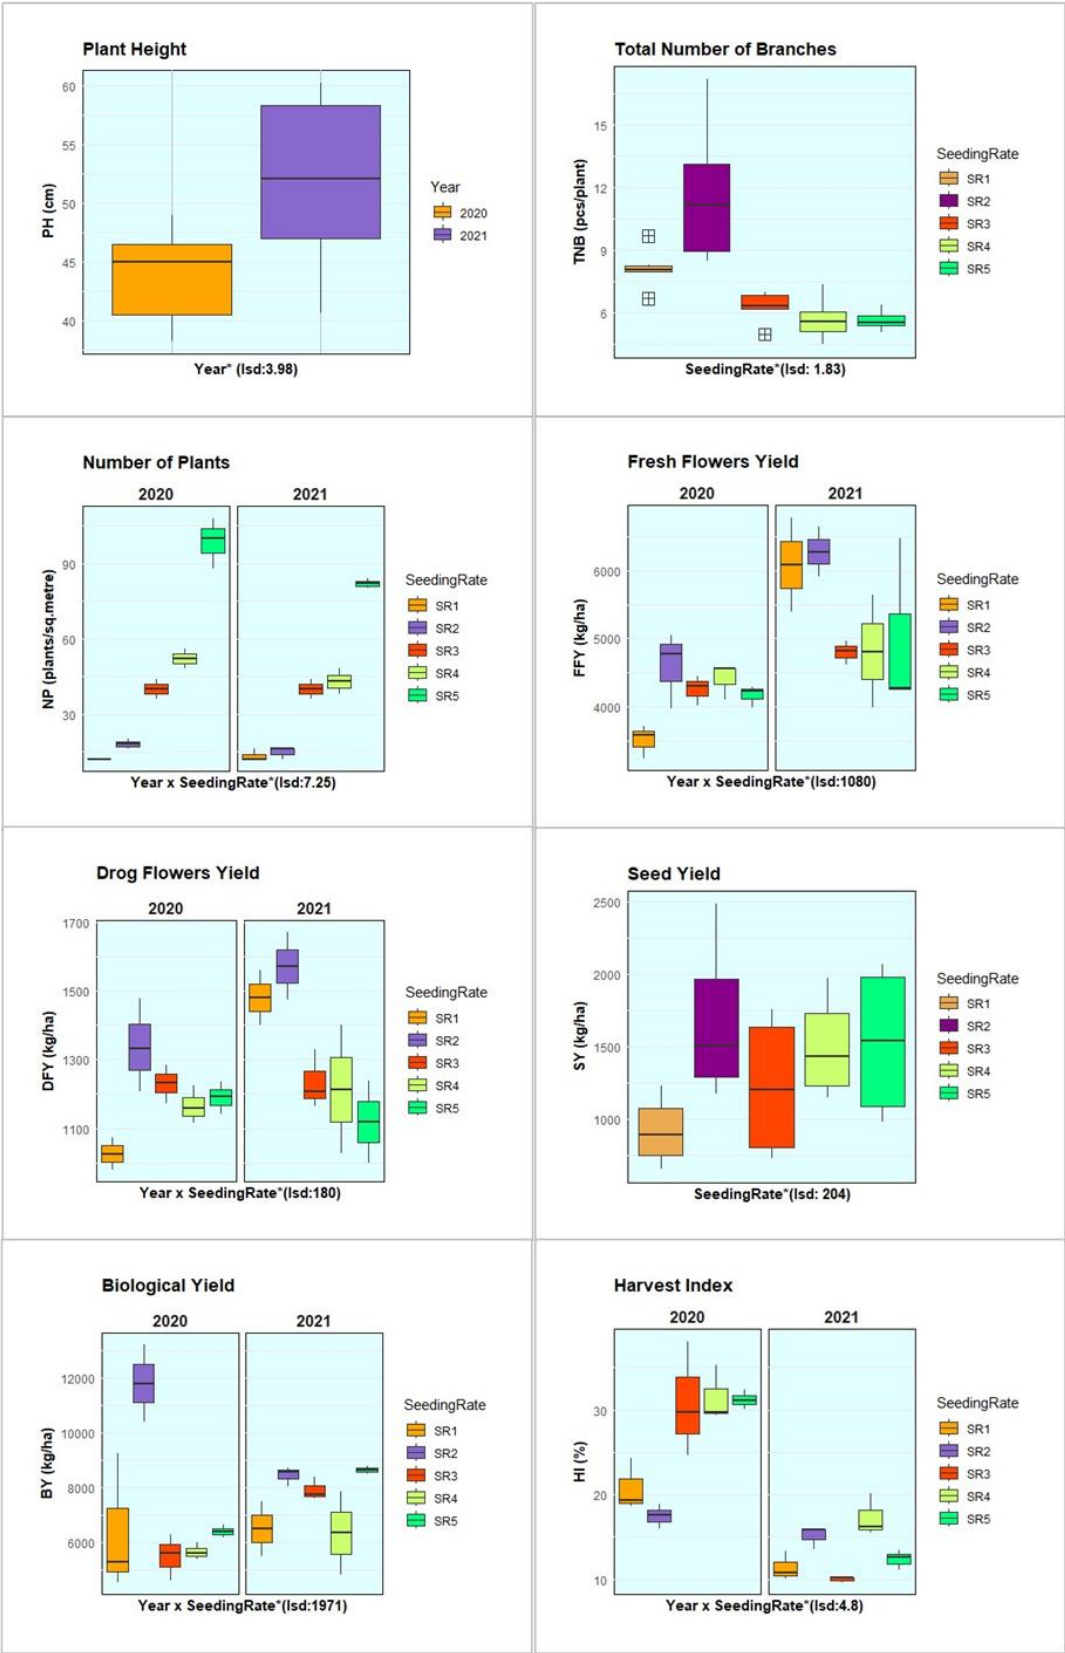 Plant Height
PH (cm)
60
55
50
45
40
Year
2020
2021
Year* (lsd:3.98)
Total Number of Branches
TNB (pcs/plant)
15
12
9
6
SeedingRate
SR1
SR2
SR3
SR4
SR5
SeedingRate*(lsd: 1.83)
Number of Plants
2020 2021
NP (plants/sq.metre)
90
60
30
SeedingRate
SR1
SR2
SR3
SR4
SR5
Year x SeedingRate*(lsd:7.25)
Fresh Flowers Yield
2020 2021
FFY (kg/ha)
6000
5000
4000
SeedingRate
SR1
SR2
SR3
SR4
SR5
Year x SeedingRate*(lsd:1080)
Drog Flowers Yield
2020 2021
DFY (kg/ha)
1700
1500
1300
1100
SeedingRate
SR1
SR2
SR3
SR4
SR5
Year x SeedingRate*(lsd:180)
Seed Yield
SY (kg/ha)
2500
2000
1500
1000
SeedingRate
SR1
SR2
SR3
SR4
SR5
SeedingRate*(lsd: 204)
Biological Yield
2020 2021
BY (kg/ha)
12000
10000
8000
6000
SeedingRate
SR1
SR2
SR3
SR4
SR5
Year x SeedingRate*(lsd:1971)
Harvest Index
2020 2021
HI (%)
30
20
10
SeedingRate
SR1
SR2
SR3
SR4
SR5
Year x SeedingRate*(lsd:4.8)